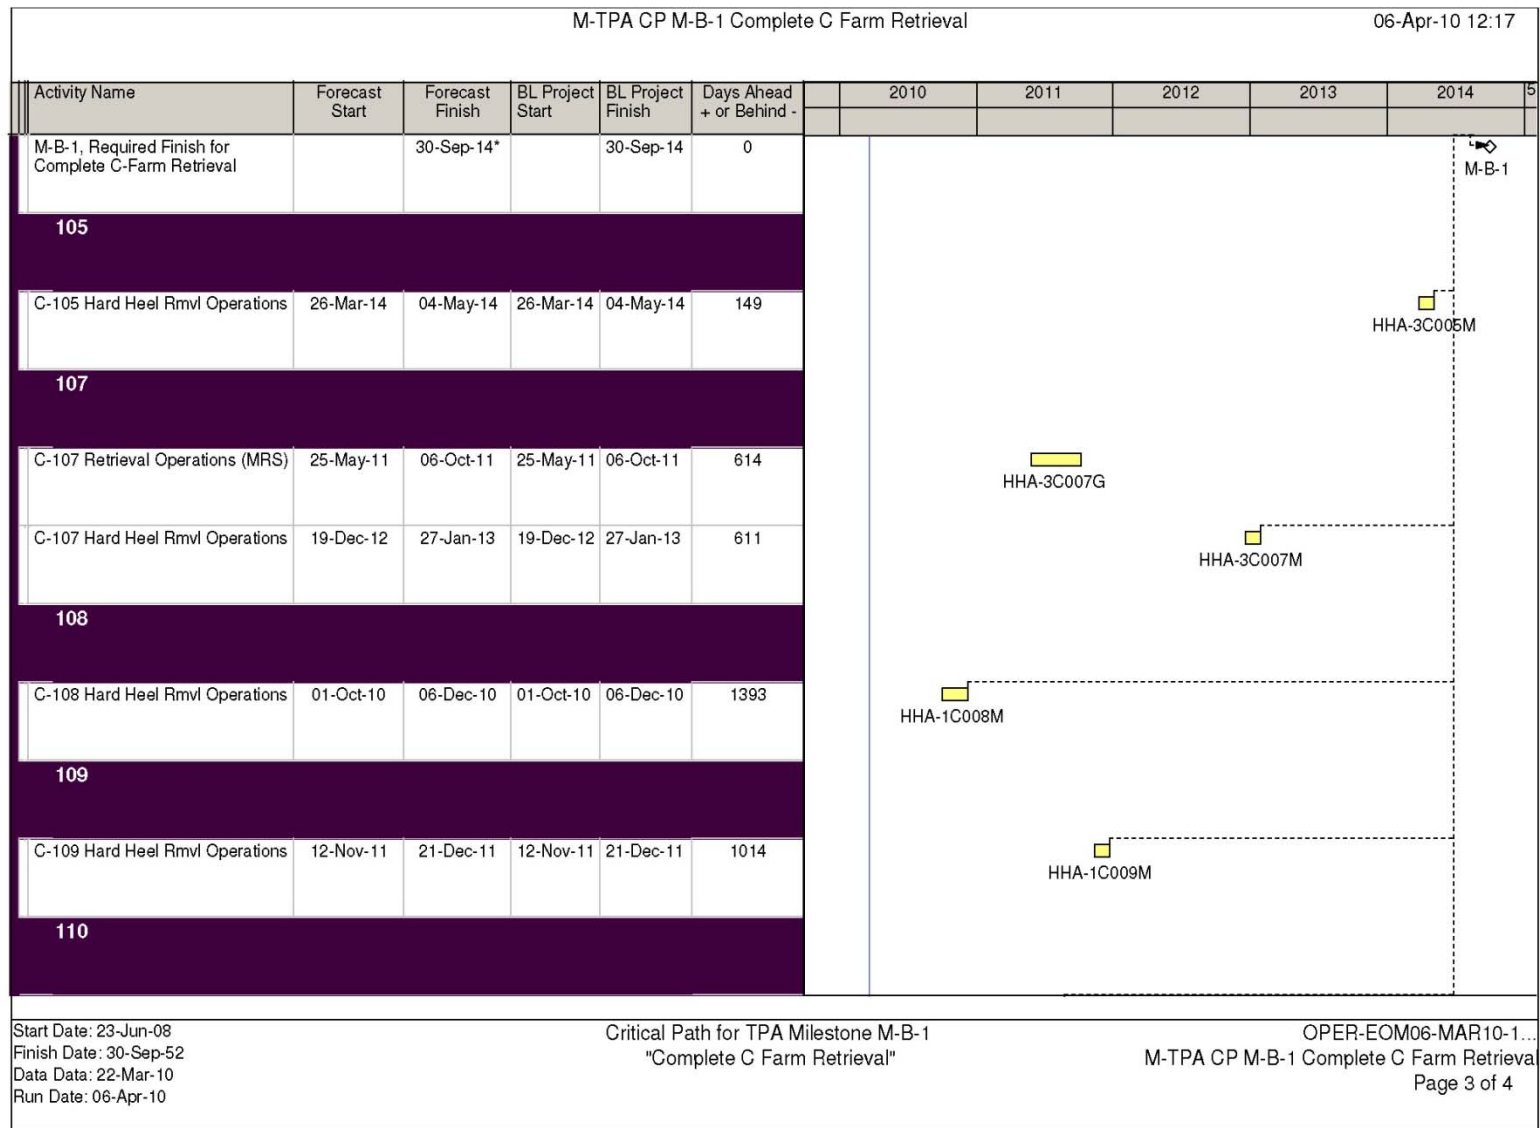 M-TPA CP M-B-1 Complete C Farm Retrieval
06-Apr-10 12:17
Activity Name
Forecast
Start
Forecast
Finish
BL Project
Start
BL Project
Finish
Days Ahead
+ or Behind -
2010
2011
2012
2013
2014
5
M-B-1, Required Finish for
Complete C-Farm Retrieval
30-Sep-14*
30-Sep-14
0
M-B-1
105
C-105 Hard Heel Rmvl Operations
26-Mar-14
04-May-14
26-Mar-14
04-May-14
149
HHA-3C005M
107
C-107 Retrieval Operations (MRS)
25-May-11
06-Oct-11
25-May-11
06-Oct-11
614
HHA-3C007G
C-107 Hard Heel Rmvl Operations
19-Dec-12
27-Jan-13
19-Dec-12
27-Jan-13
611
HHA-3C007M
108
C-108 Hard Heel Rmvl Operations
01-Oct-10
06-Dec-10
01-Oct-10
06-Dec-10
1393
HHA-1C008M
109
C-109 Hard Heel Rmvl Operations
12-Nov-11
21-Dec-11
12-Nov-11
21-Dec-11
1014
HHA-1C009M
110
Start Date: 23-Jun-08
Finish Date: 30-Sep-52
Data Data: 22-Mar-10
Run Date: 06-Apr-10
Critical Path for TPA Milestone M-B-1
"Complete C Farm Retrieval"
OPER-EOM06-MAR10-1...
M-TPA CP M-B-1 Complete C Farm Retrieval
Page 3 of 4